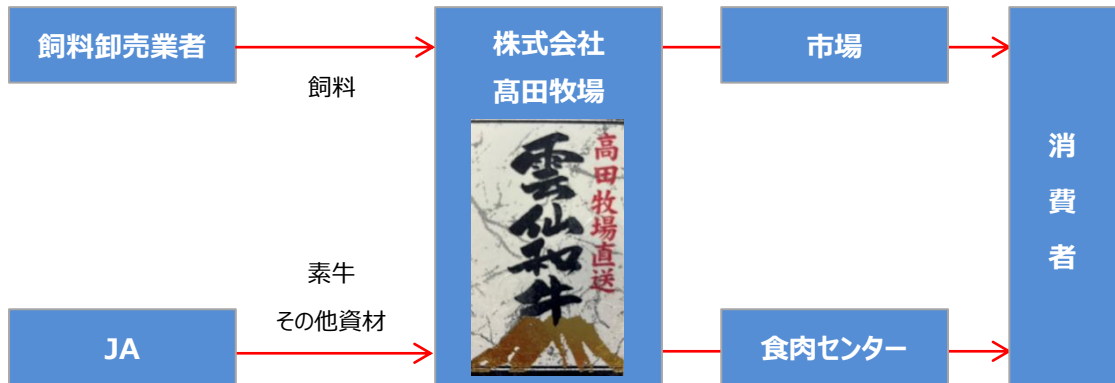 飼料卸売業者
飼料
株式会社
髙田牧場
高田牧場直送
雲仙和牛
市場
消費者
素牛
その他資材
JA
食肉センター